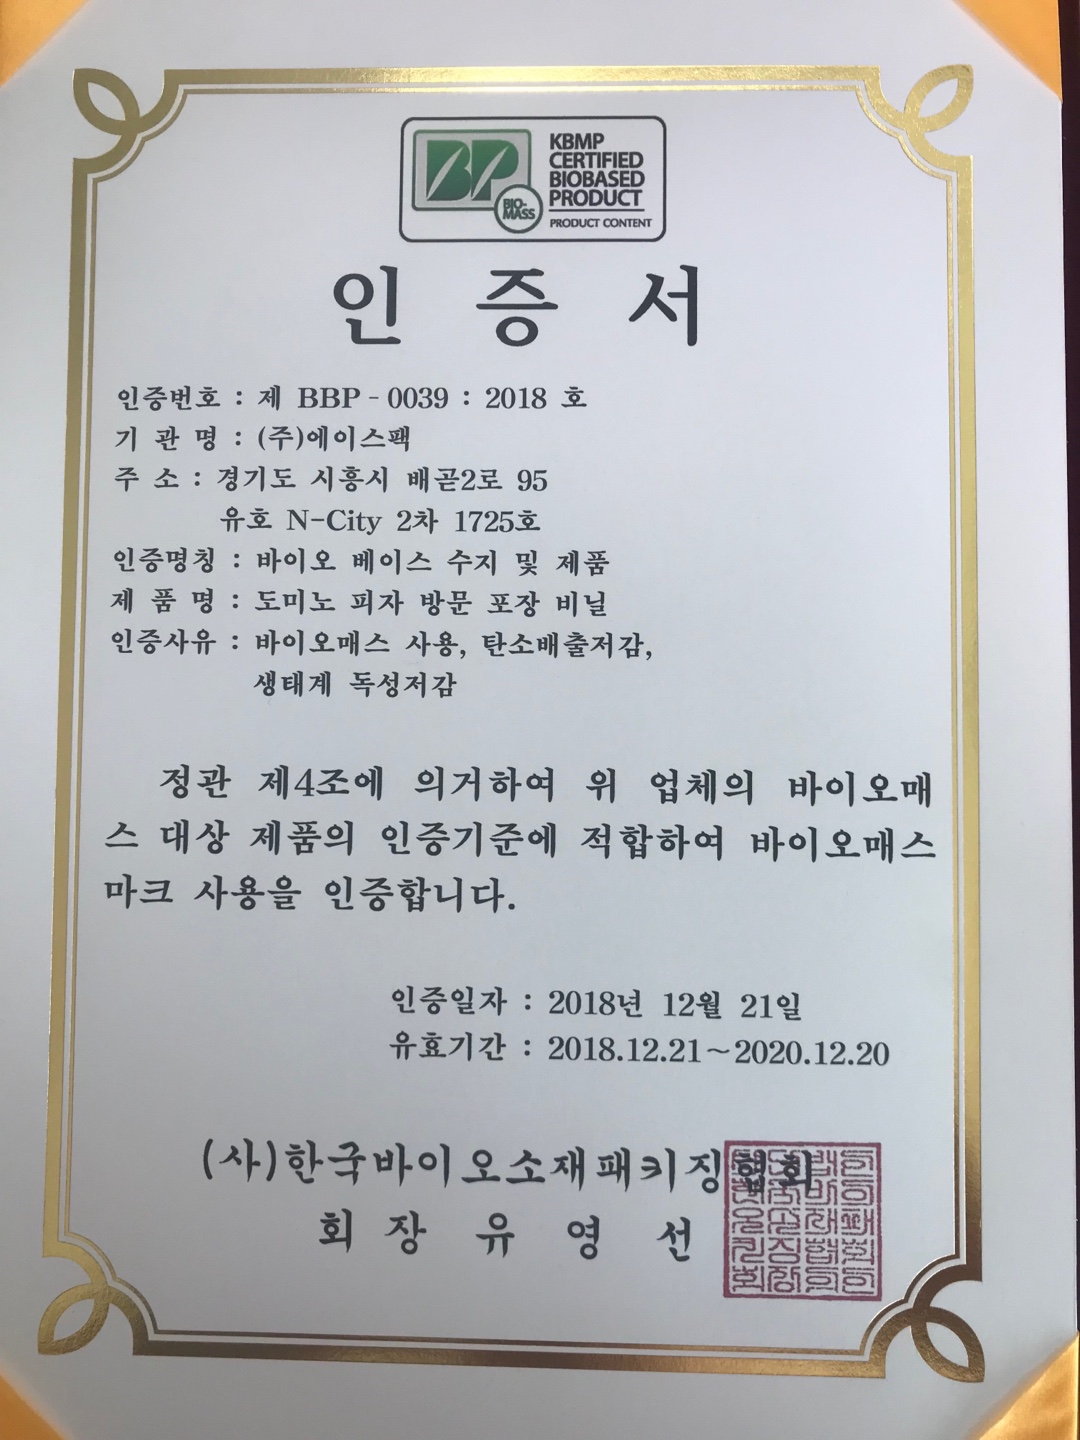 BP
BIO-
MASS
KBMP
CERTIFIED
BIOBASED
PRODUCT
PRODUCT CONTENT
인 증 서
인증번호 : 제 BBP - 0039 : 2018 호
기 관 명 : (주)에이스팩
주 소 : 경기도 시흥시 배곧2로 95
유호 N-City 2차 1725호
인증명칭 : 바이오 베이스 수지 및 제품
제 품 명 : 도미노 피자 방문 포장 비닐
인증사유 : 바이오매스 사용, 탄소배출저감,
생태계 독성저감
정관 제4조에 의거하여 위 업체의 바이오매
스 대상 제품의 인증기준에 적합하여 바이오매스
마크 사용을 인증합니다.
인증일자 : 2018년 12월 21일
유효기간 : 2018.12.21~2020.12.20
(사)한국바이오소재패키징협회
회 장 유 영 선